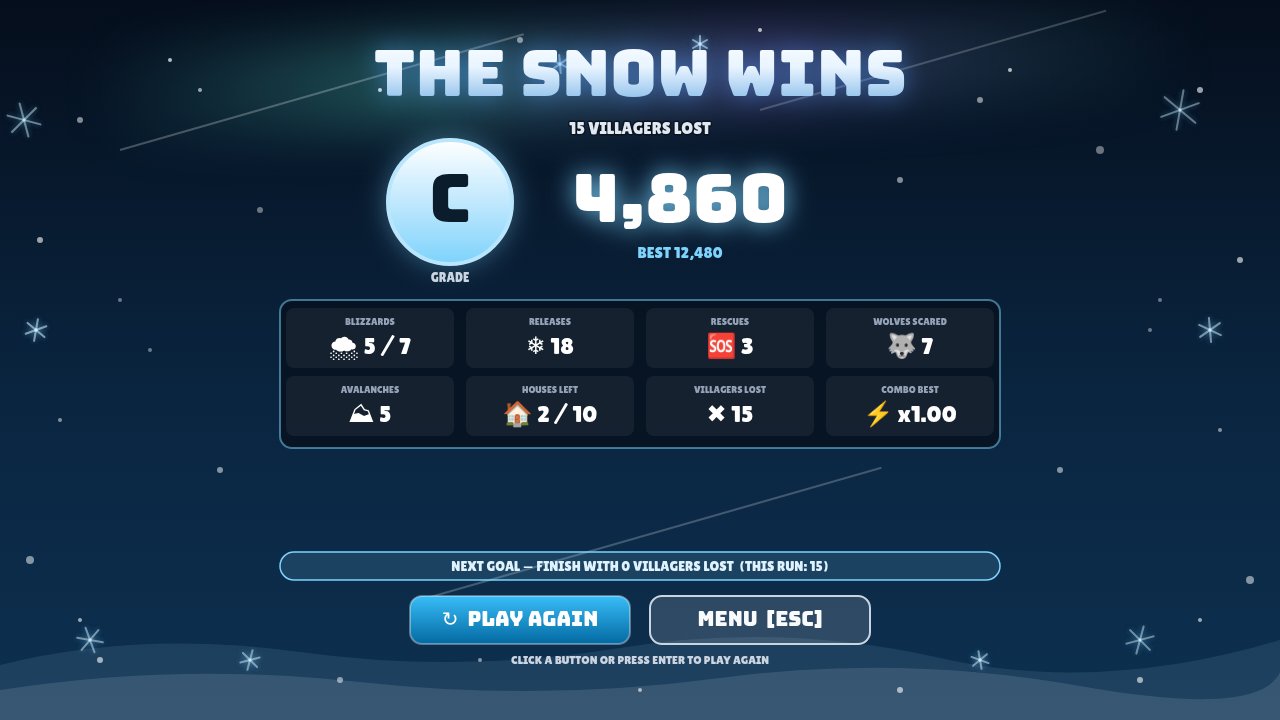 THE SNOW WINS
15 VILLAGERS LOST
C
GRADE
4,860
BEST 12,480
BLIZZARDS
🌨 5 / 7
RELEASES
❄ 18
RESCUES
🆘 3
WOLVES SCARED
🐺 7
AVALANCHES
🏔 5
HOUSES LEFT
🏠 2 / 10
VILLAGERS LOST
✖ 15
COMBO BEST
⚡ x1.00
NEXT GOAL — FINISH WITH 0 VILLAGERS LOST (THIS RUN: 15)
↻ PLAY AGAIN
MENU [ESC]
CLICK A BUTTON OR PRESS ENTER TO PLAY AGAIN